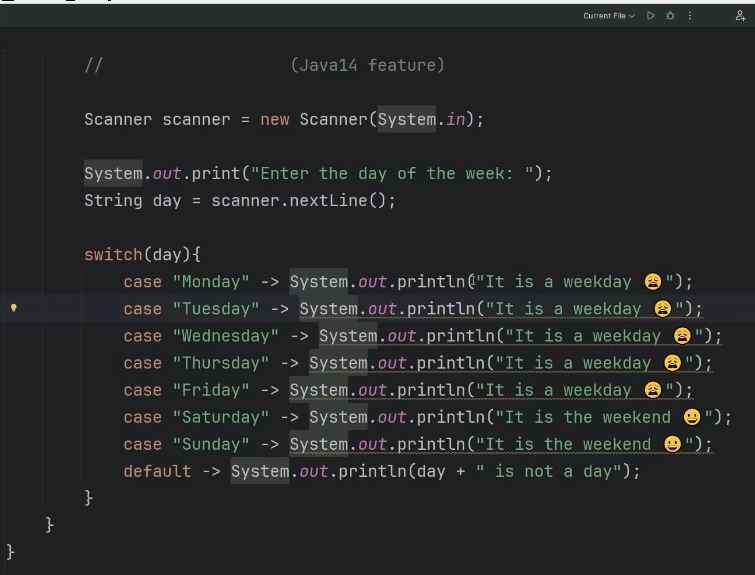 Current File
// (Java14 feature)
Scanner scanner = new Scanner(System.in);
System.out.print("Enter the day of the week: ");
String day = scanner.nextLine();
switch(day){
case "Monday" -> System.out.println("It is a weekday 😩");
case "Tuesday" -> System.out.println("It is a weekday 😩");
case "Wednesday" -> System.out.println("It is a weekday 😩");
case "Thursday" -> System.out.println("It is a weekday 😩");
case "Friday" -> System.out.println("It is a weekday 😩");
case "Saturday" -> System.out.println("It is the weekend 😀");
case "Sunday" -> System.out.println("It is the weekend 😀");
default -> System.out.println(day + " is not a day");
}
}
}